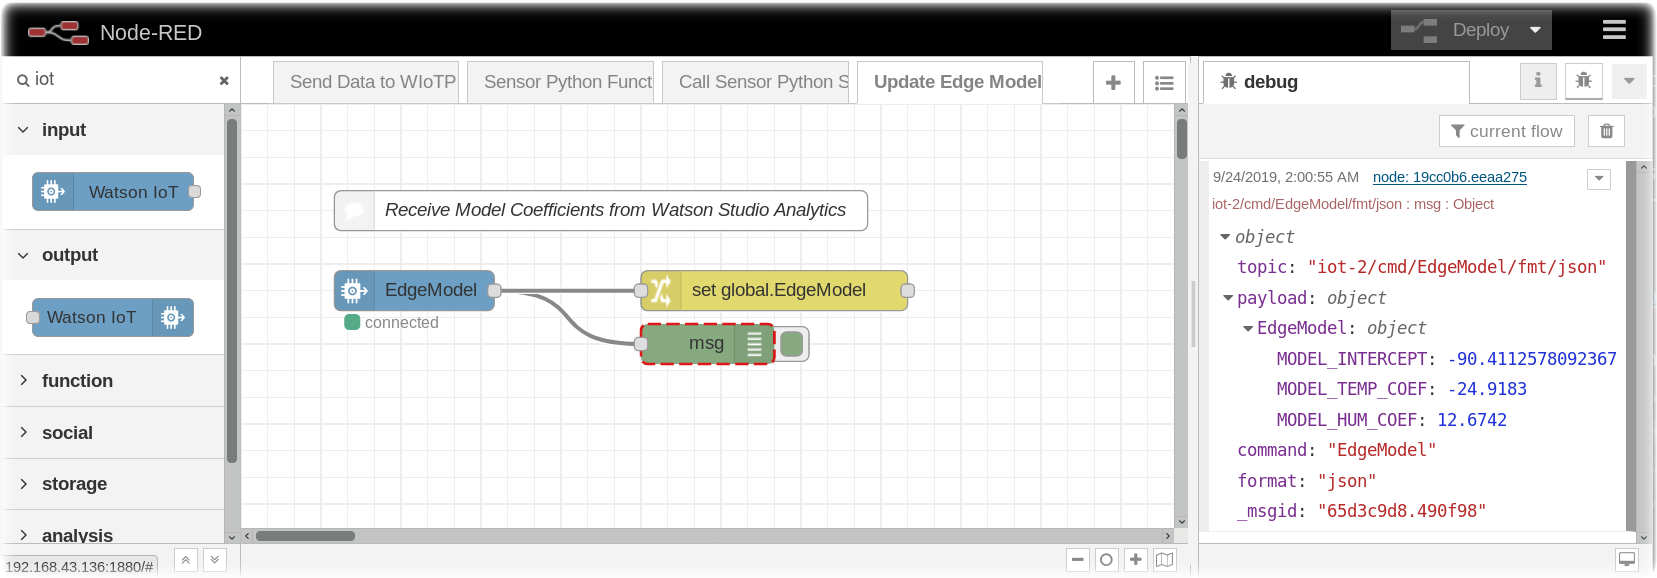 Node-RED
Deploy
iot
Send Data to WIoTP
Sensor Python Funct
Call Sensor Python S
Update Edge Model
debug
i
current flow
input
Watson IoT
output
Watson IoT
function
social
storage
analysis
192.168.43.136:1880/#
Receive Model Coefficients from Watson Studio Analytics
EdgeModel
connected
set global.EdgeModel
msg
9/24/2019, 2:00:55 AM node: 19cc0b6.eeaa275
iot-2/cmd/EdgeModel/fmt/json : msg : Object
object
topic: "iot-2/cmd/EdgeModel/fmt/json"
payload: object
EdgeModel: object
MODEL_INTERCEPT: -90.4112578092367
MODEL_TEMP_COEF: -24.9183
MODEL_HUM_COEF: 12.6742
command: "EdgeModel"
format: "json"
_msgid: "65d3c9d8.490f98"